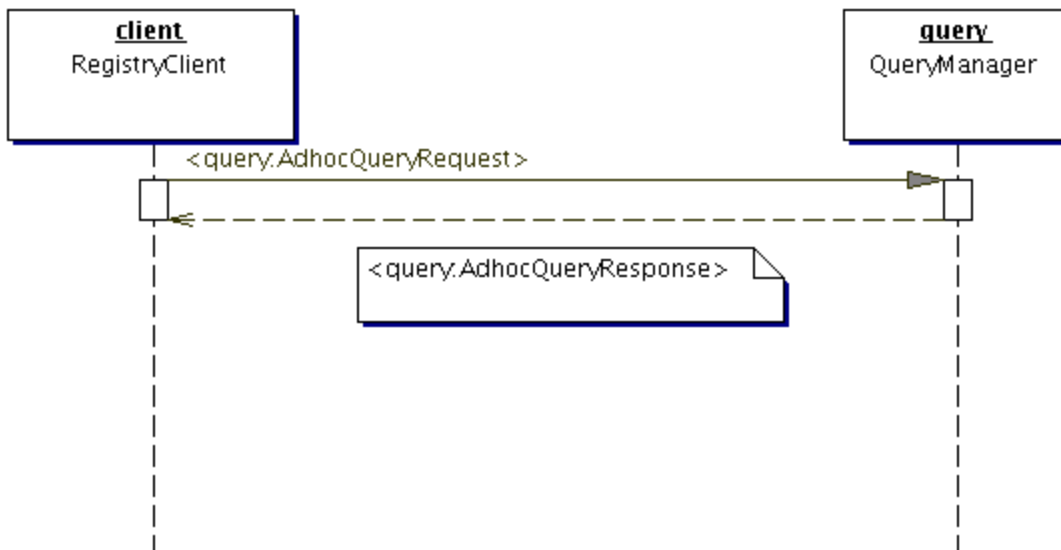 client
RegistryClient
query
QueryManager
<query:AdhocQueryRequest>
<query:AdhocQueryResponse>